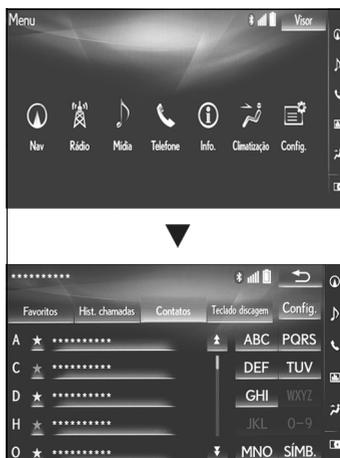 Menu Visor
Nav Rádio Mídia Telefone Info. Climatização Config.
**********
Favoritos Hist. chamadas Contatos Teclado discagem Config.
A ********** ABC PQRS
C ********** DEF TUV
D ********** GHI WXYZ
H ********** JKL 0-9
O ********** MNO SÍMB.